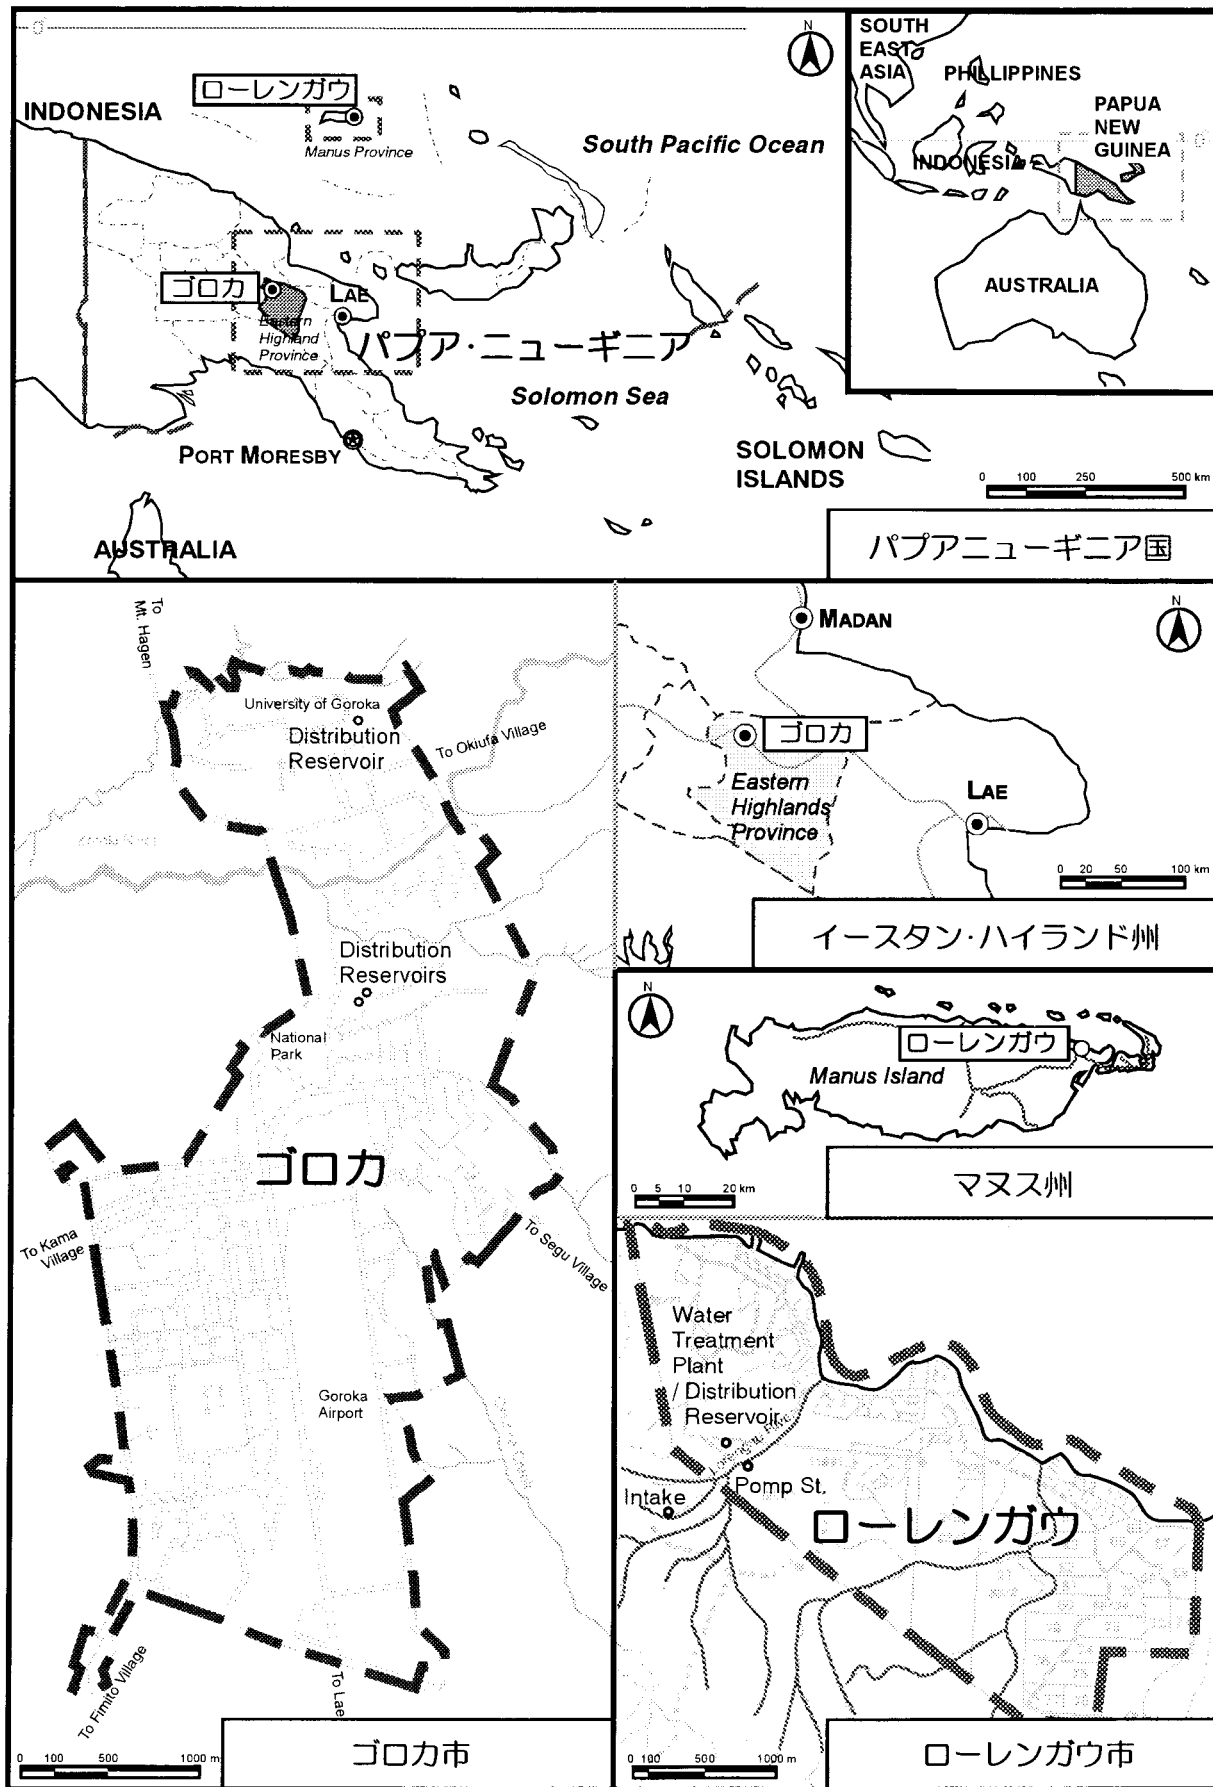 0°
N
ローレンガウ
INDONESIA
Manus Province
South Pacific Ocean
ゴロカ
LAE
Eastern
Highland
Province
パプア・ニューギニア
Solomon Sea
PORT MORESBY
SOLOMON
ISLANDS
AUSTRALIA
0 100 250 500 km
パプアニューギニア国
SOUTH
EAST
ASIA
PHILLIPPINES
PAPUA
NEW
GUINEA
0°
INDONESIA
AUSTRALIA
To
Mt. Hagen
University of Goroka
Distribution
Reservoir
To Okiufa Village
Distribution
Reservoirs
National
Park
ゴロカ
To Kama
Village
To Segu Village
Goroka
Airport
To Fimito Village
To Lae
0 100 500 1000 m
ゴロカ市
N
MADAN
ゴロカ
Eastern
Highlands
Province
LAE
0 20 50 100 km
イースタン・ハイランド州
N
ローレンガウ
Manus Island
0 5 10 20 km
マヌス州
Water
Treatment
Plant
/ Distribution
Reservoir
Pomp St.
Intake
ローレンガウ
0 100 500 1000 m
ローレンガウ市